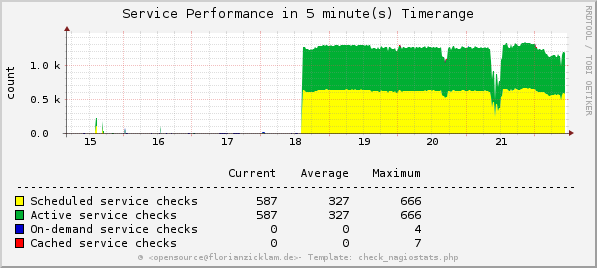 Service Performance in 5 minute(s) Timerange
RRDTOOL / TOBI OETIKER
count
1.0 k
0.5 k
0.0
15 16 17 18 19 20 21
Current Average Maximum
Scheduled service checks 587 327 666
Active service checks 587 327 666
On-demand service checks 0 0 4
Cached service checks 0 0 7
© <opensource@florianzicklam.de>- Template: check_nagiostats.php